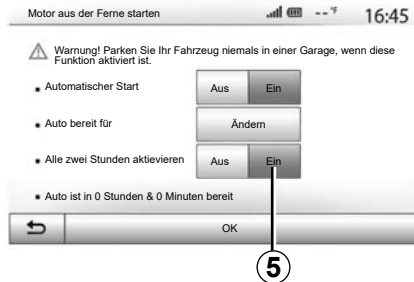 Motor aus der Ferne starten -- °F 16:45
Warnung! Parken Sie Ihr Fahrzeug niemals in einer Garage, wenn diese
Funktion aktiviert ist.
Automatischer Start Aus Ein
Auto bereit für Ändern
Alle zwei Stunden aktievieren Aus Ein
Auto ist in 0 Stunden & 0 Minuten bereit
OK
5